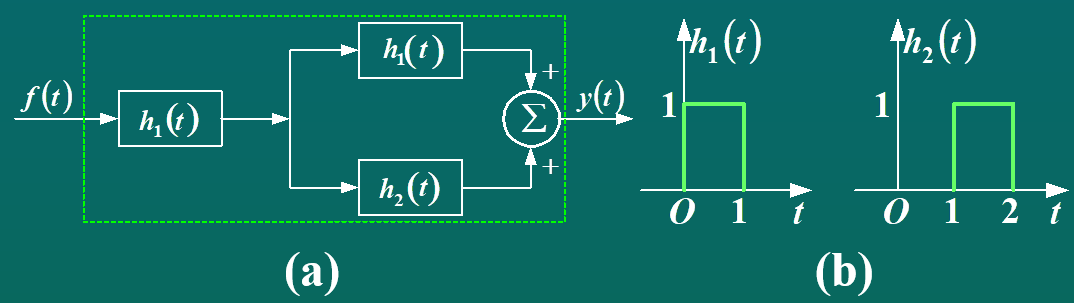 f(t)
h₁(t)
h₁(t)
h₂(t)
+
Σ
+
y(t)
(a)
h₁(t)
1
O 1 t
h₂(t)
1
O 1 2 t
(b)